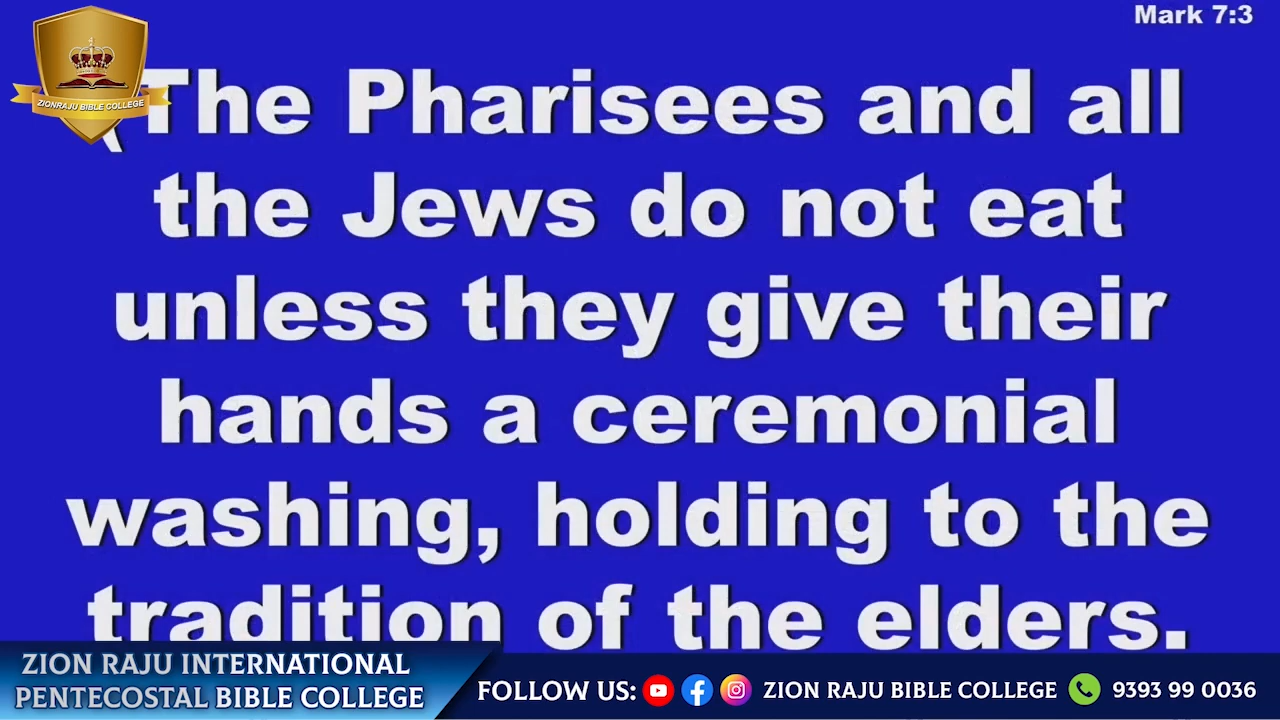 Mark 7:3
ZIONRAJU BIBLE COLLEGE
(The Pharisees and all
the Jews do not eat
unless they give their
hands a ceremonial
washing, holding to the
tradition of the elders.
ZION RAJU INTERNATIONAL
PENTECOSTAL BIBLE COLLEGE
FOLLOW US: ZION RAJU BIBLE COLLEGE 9393 99 0036